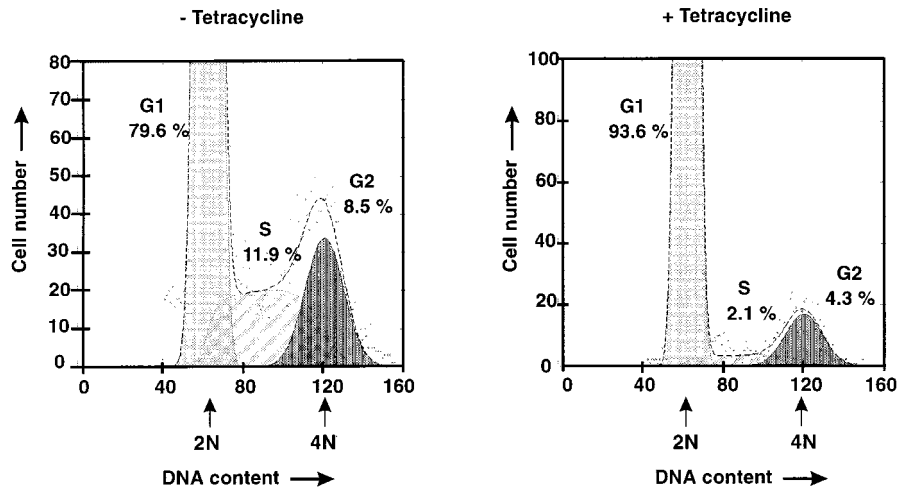 - Tetracycline
80
70
60
50
40
30
20
10
0
Cell number
G1
79.6 %
S
11.9 %
G2
8.5 %
0 40 80 120 160
2N 4N
DNA content
+ Tetracycline
100
80
60
40
20
0
Cell number
G1
93.6 %
S
2.1 %
G2
4.3 %
0 40 80 120 160
2N 4N
DNA content